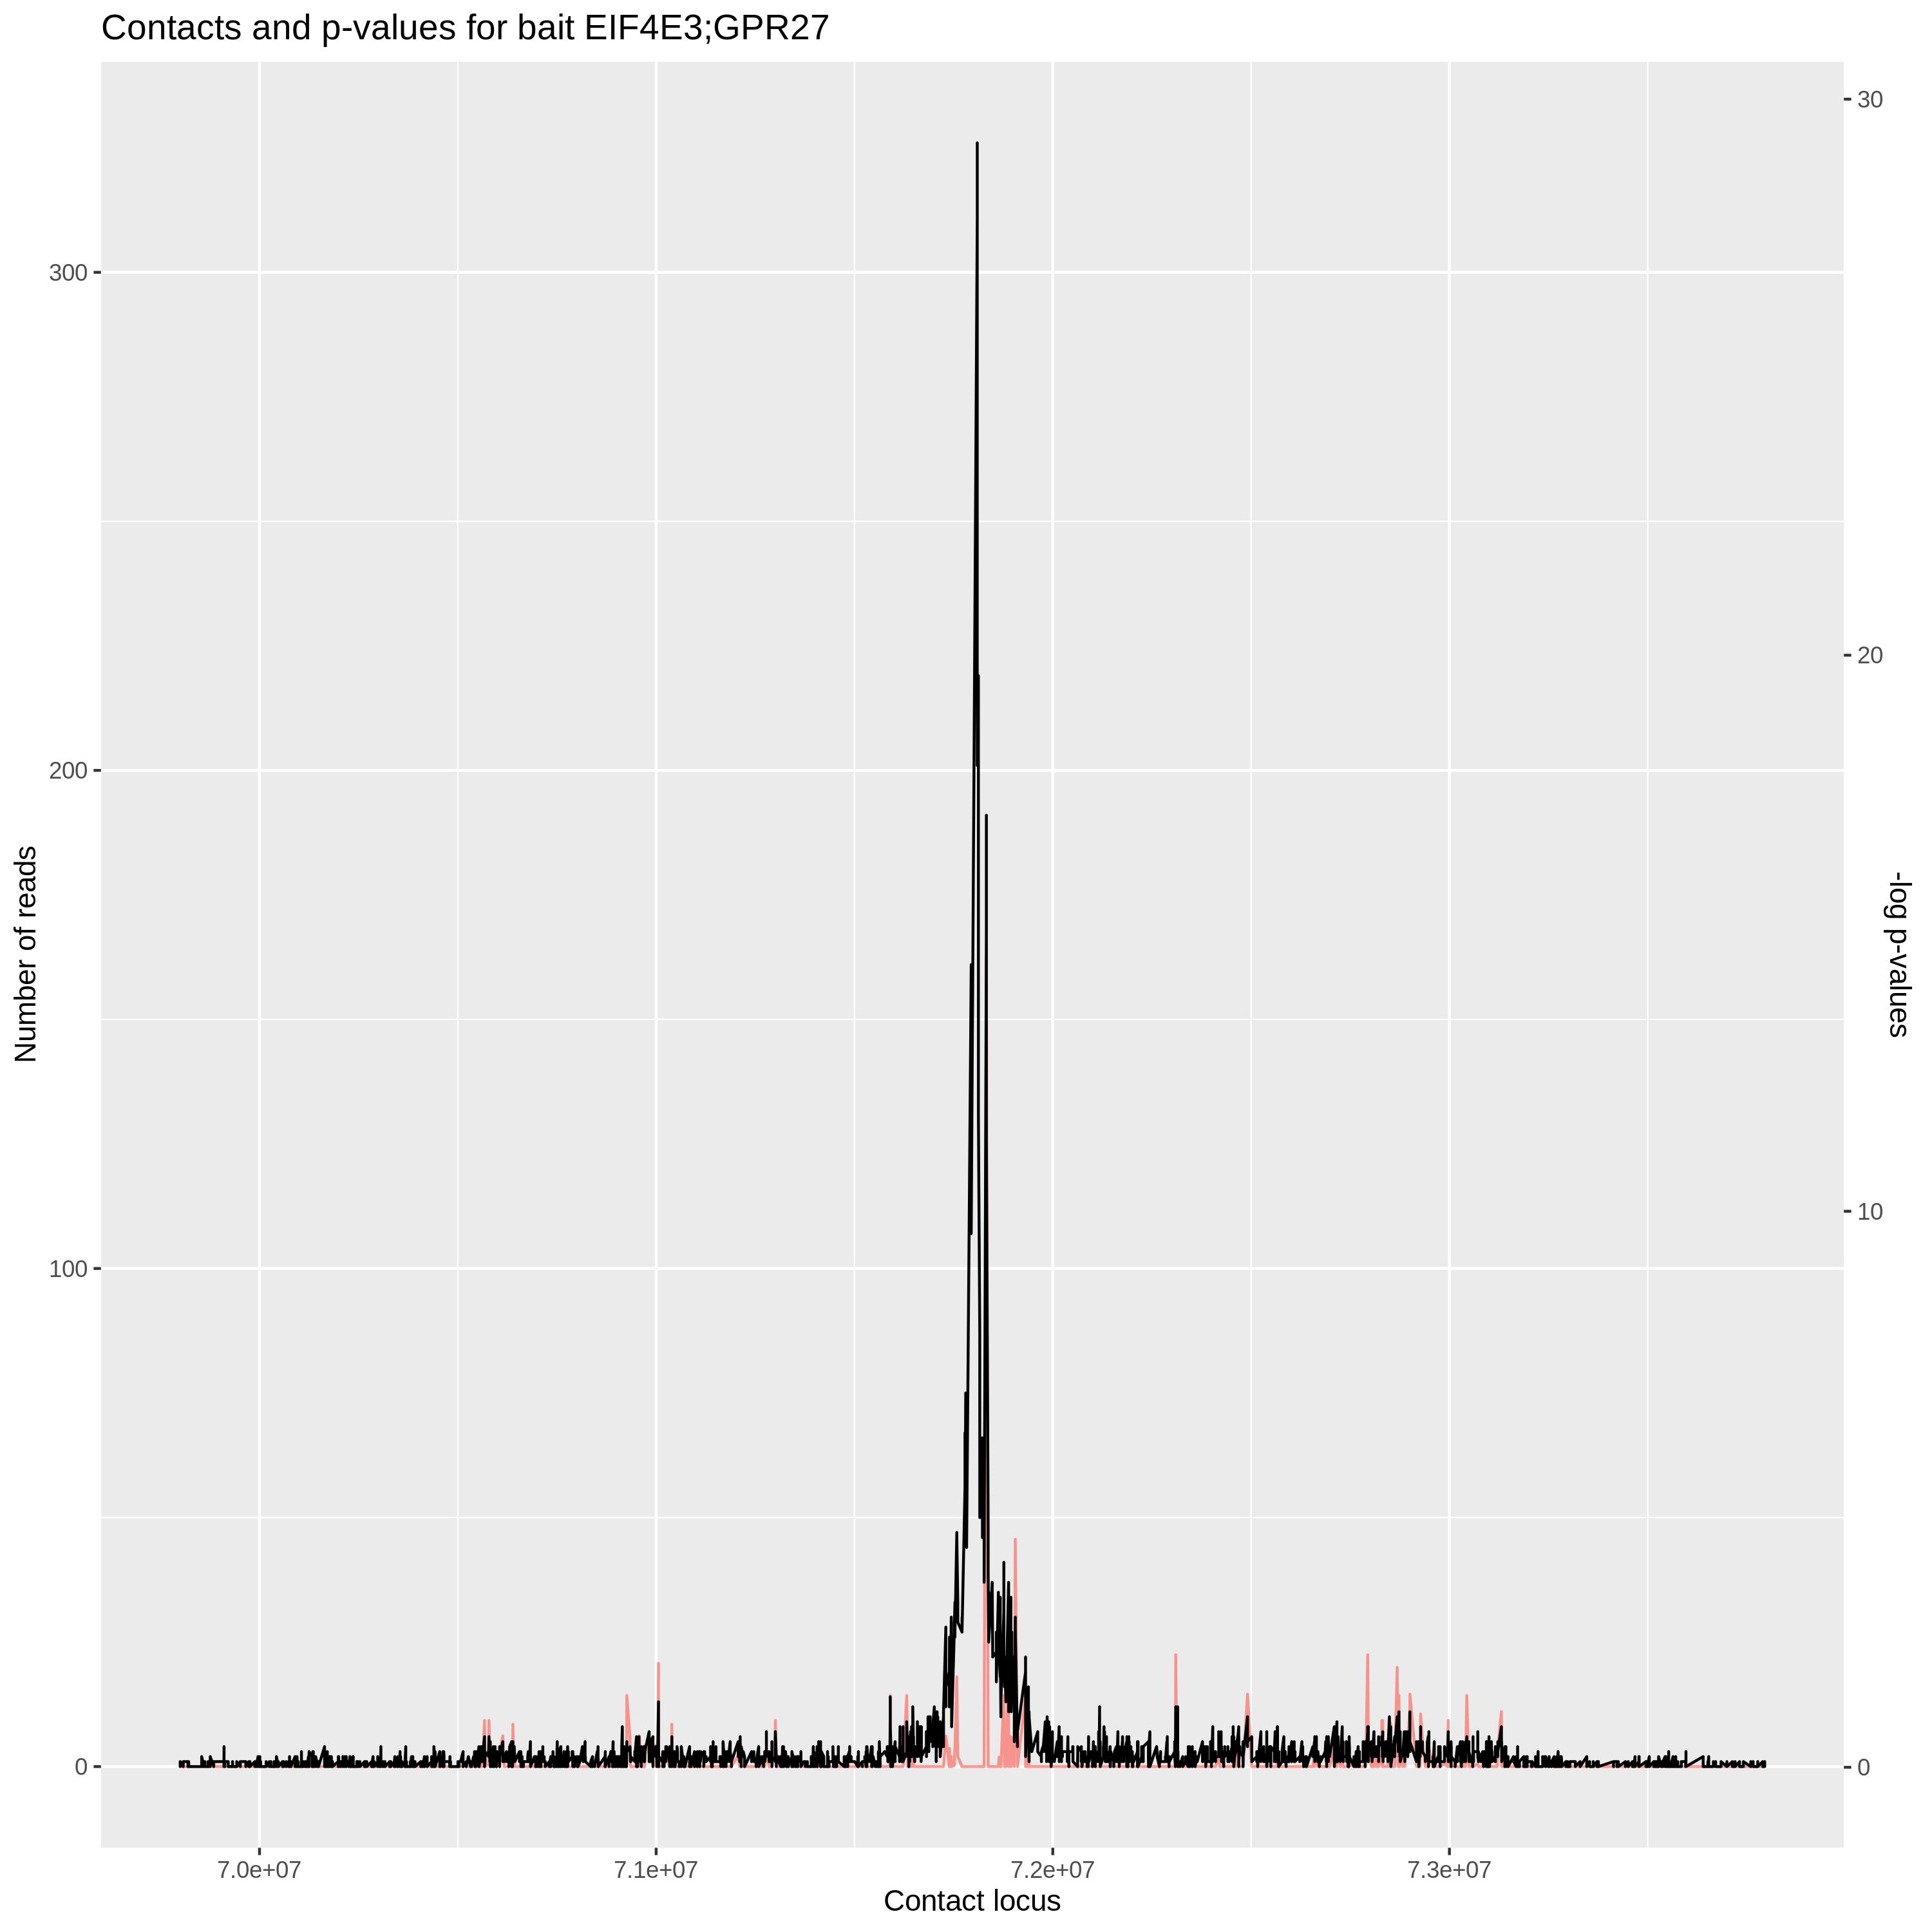 Contacts and p-values for bait EIF4E3;GPR27
Number of reads
300
200
100
0
30
20
10
0
-log p-values
7.0e+07
7.1e+07
7.2e+07
7.3e+07
Contact locus